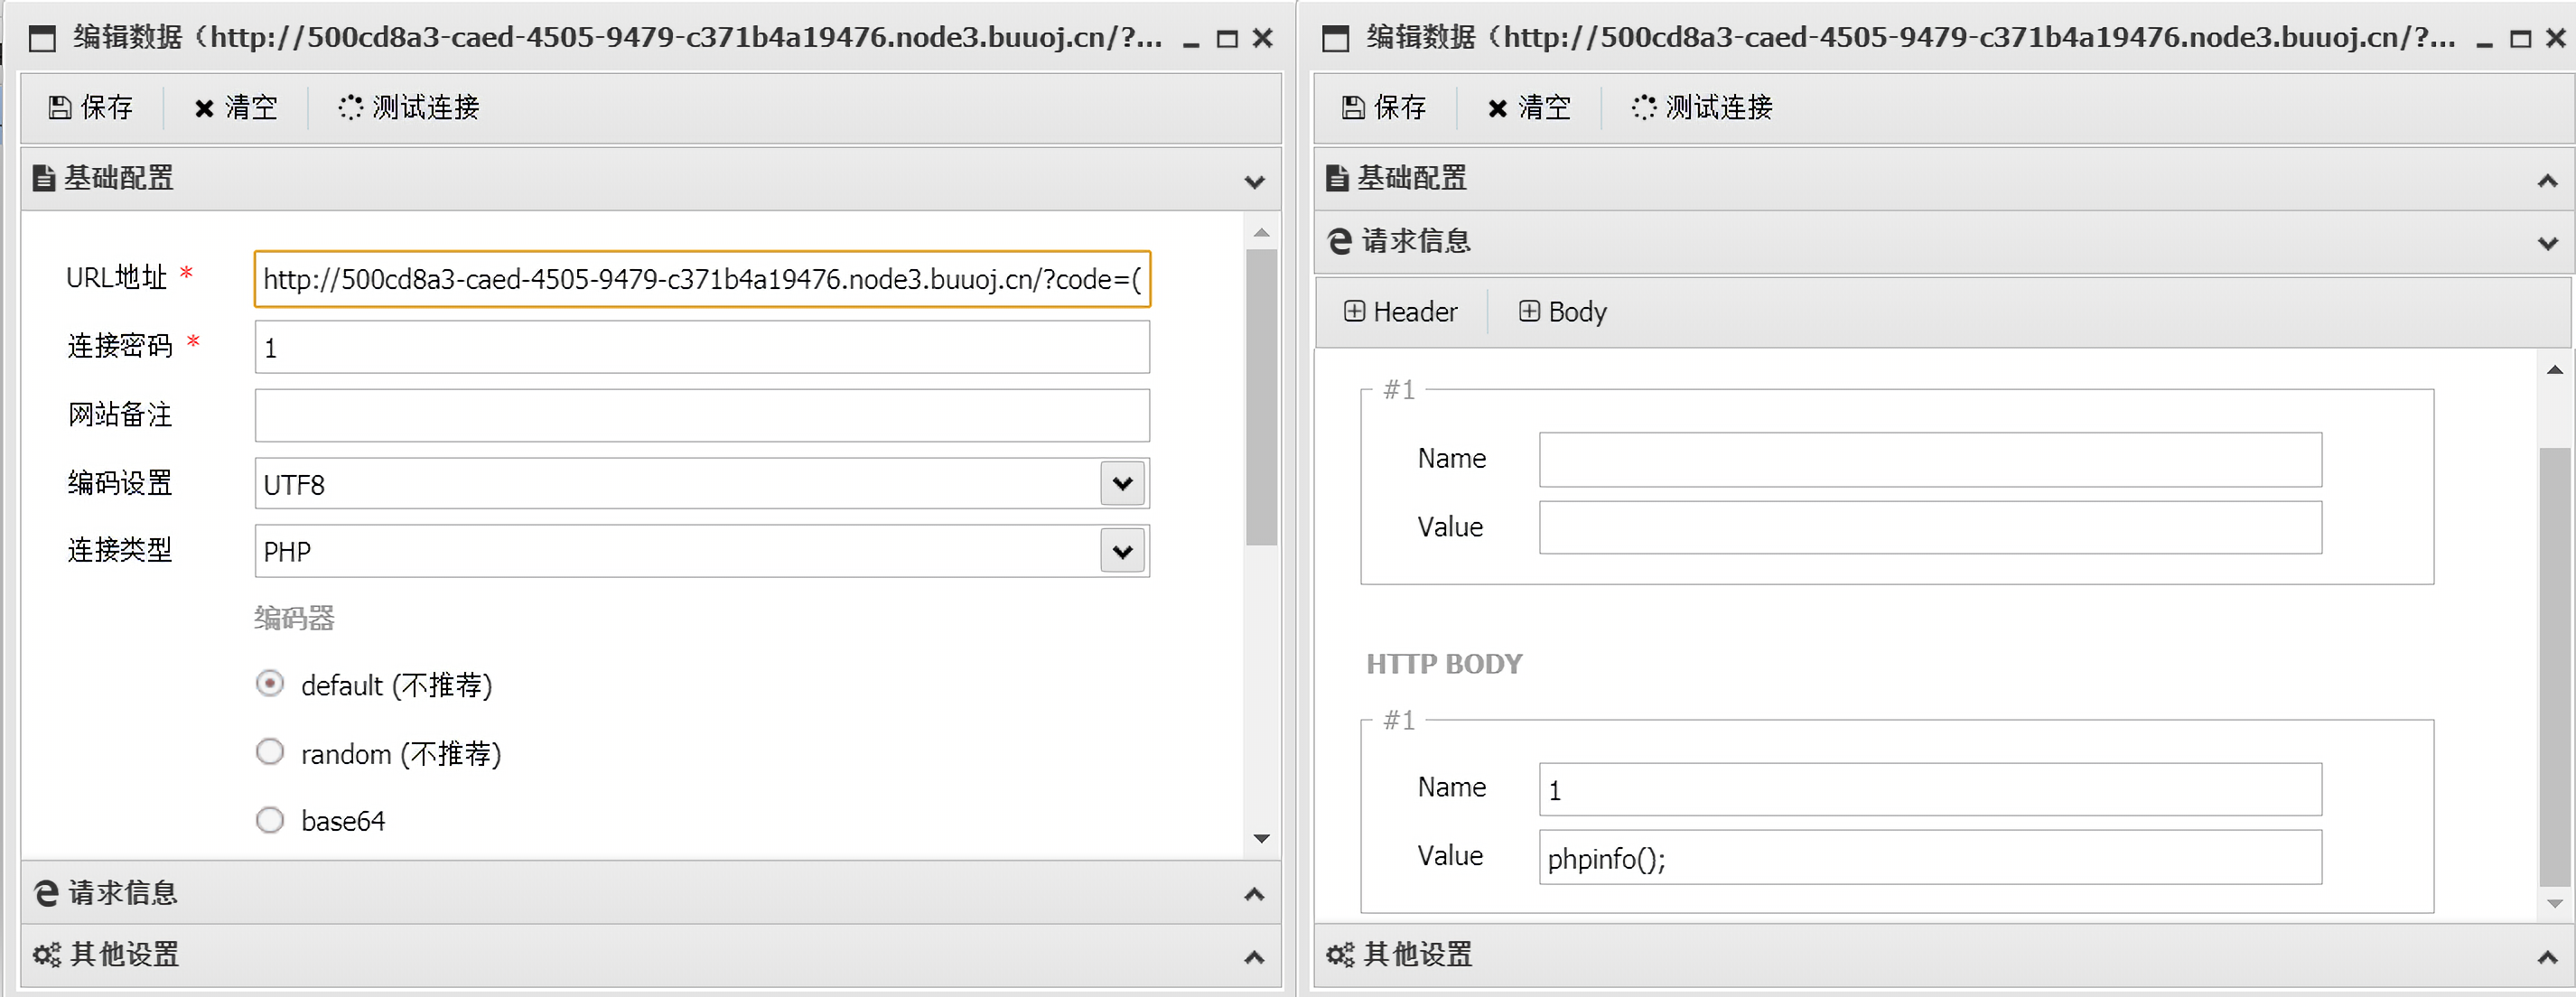 编辑数据（http://500cd8a3-caed-4505-9479-c371b4a19476.node3.buuoj.cn/?...
保存 清空 测试连接
基础配置
URL地址 * http://500cd8a3-caed-4505-9479-c371b4a19476.node3.buuoj.cn/?code=(
连接密码 * 1
网站备注
编码设置 UTF8
连接类型 PHP
编码器
default (不推荐)
random (不推荐)
base64
请求信息
其他设置
编辑数据（http://500cd8a3-caed-4505-9479-c371b4a19476.node3.buuoj.cn/?...
保存 清空 测试连接
基础配置
请求信息
Header Body
#1
Name
Value
HTTP BODY
#1
Name 1
Value phpinfo();
其他设置